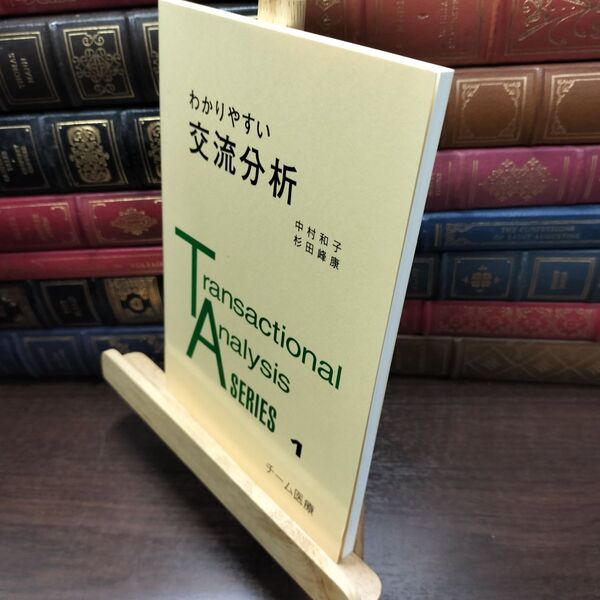 わかりやすい
交流分析
中村和子
杉田峰康
Transactional
Analysis
SERIES 1
チーム医療